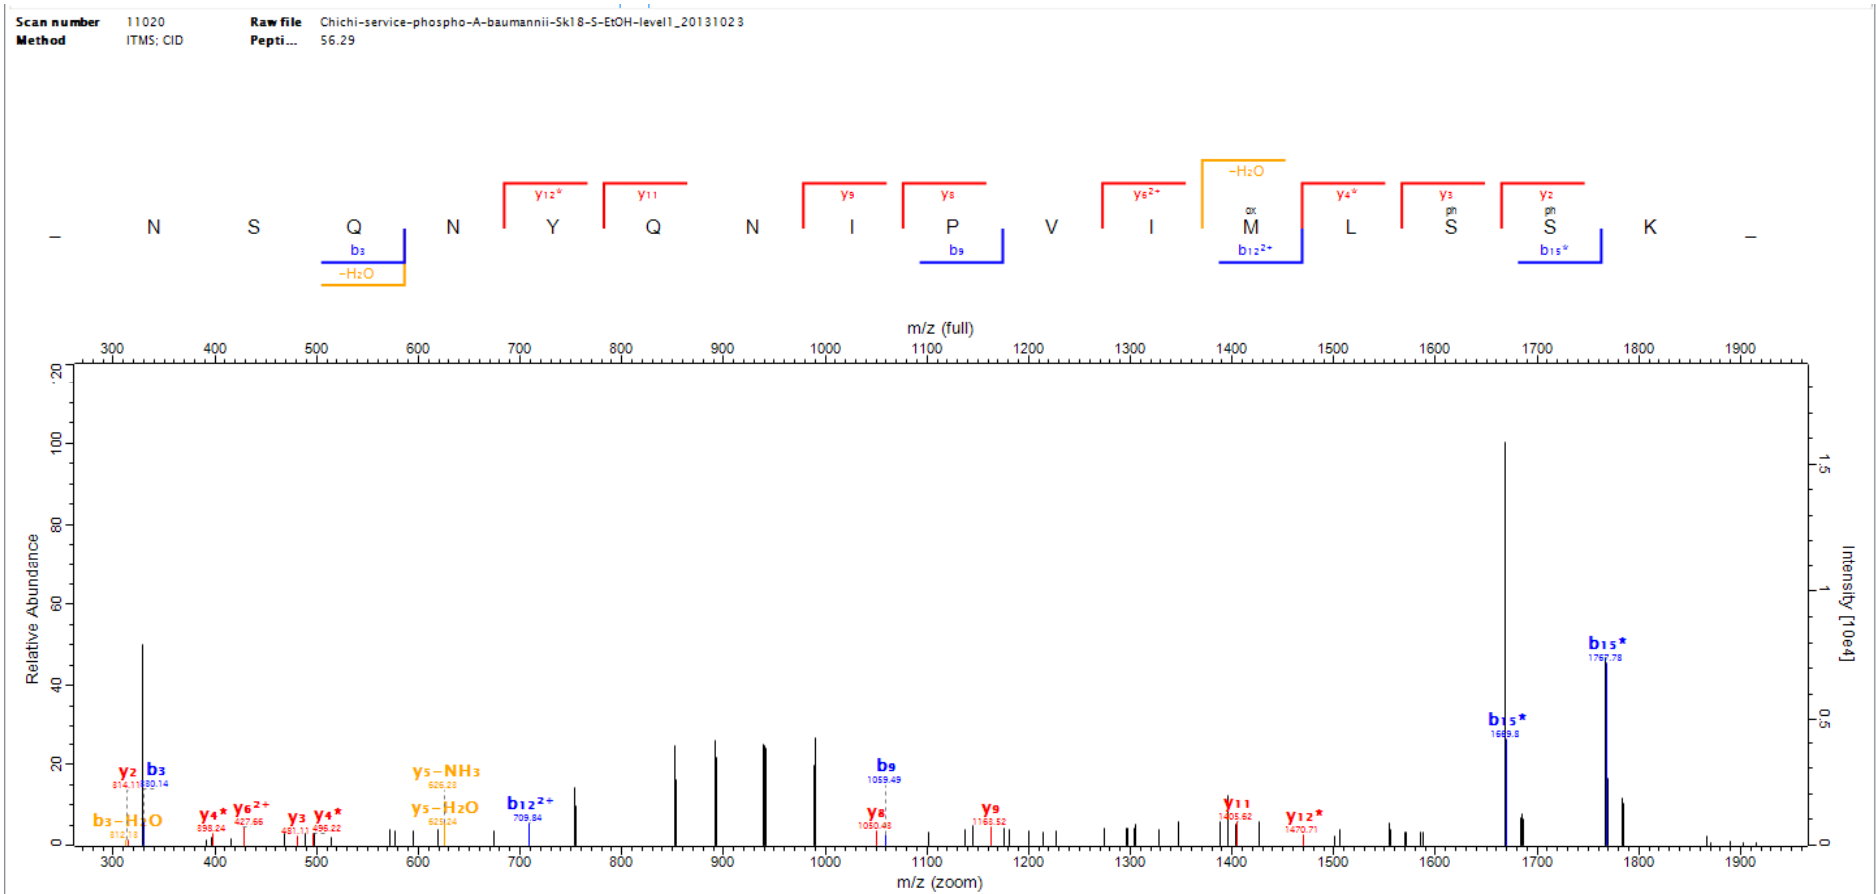 Scan number 11020 Raw file Chichi-service-phospho-A-baumannii-Sk18-S-EtOH-level1_20131023
Method ITMS; CID Pepti... 56.29
−H₂O
y₁₂* y₁₁ y₉ y₈ y₆²⁺ y₄* y₃ y₂
ox ph ph
_ N S Q N Y Q N I P V I M L S S K _
b₃ b₉ b₁₂²⁺ b₁₅*
−H₂O
m/z (full)
300 400 500 600 700 800 900 1000 1100 1200 1300 1400 1500 1600 1700 1800 1900
Relative Abundance
0 20 40 60 80 100
Intensity [10e4]
0 0.5 1 1.5
b₁₅*
1767.78
b₁₅*
1669.8
y₂ b₃ y₅−NH₃ b₉
626.28 1059.49
y₄* y₆²⁺ y₃ y₄* y₅−H₂O b₁₂²⁺ y₈ y₉ y₁₁ y₁₂*
427.66 709.84 1405.62 1470.71
b₃−H₂O
300 400 500 600 700 800 900 1000 1100 1200 1300 1400 1500 1600 1700 1800 1900
m/z (zoom)